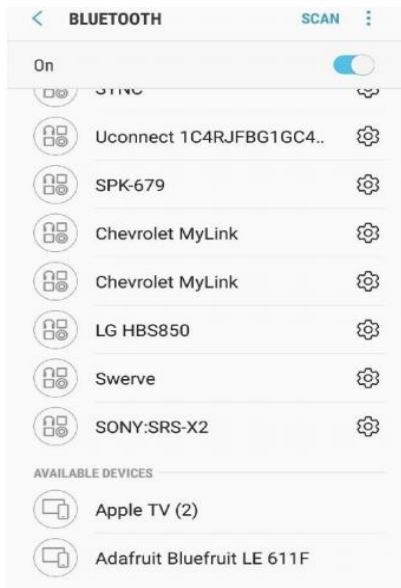 BLUETOOTH SCAN
On
SYNC
Uconnect 1C4RJFBG1GC4..
SPK-679
Chevrolet MyLink
Chevrolet MyLink
LG HBS850
Swerve
SONY:SRS-X2
AVAILABLE DEVICES
Apple TV (2)
Adafruit Bluefruit LE 611F